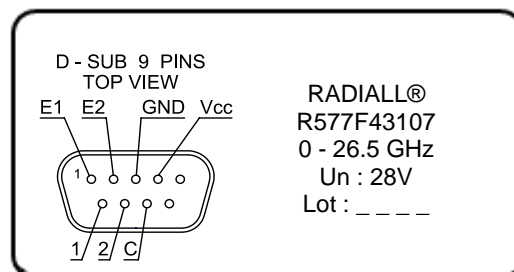 D - SUB 9 PINS
TOP VIEW
E1 E2 GND Vcc
1
1 2 C
RADIALL®
R577F43107
0 - 26.5 GHz
Un : 28V
Lot : _ _ _ _